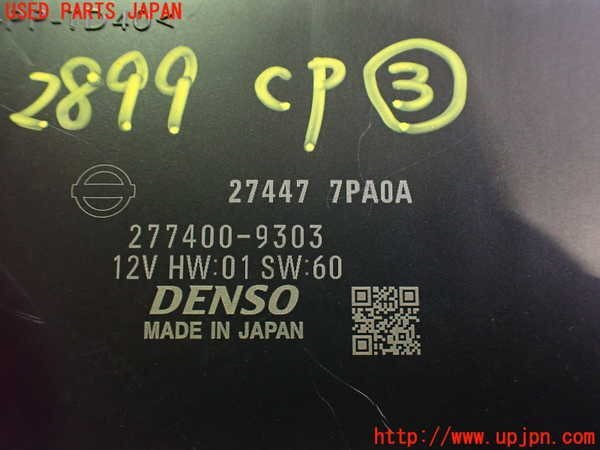 USED PARTS JAPAN
2899 CP 3
27447 7PA0A
277400-9303
12V HW:01 SW:60
DENSO
MADE IN JAPAN
http://www.upjpn.com/